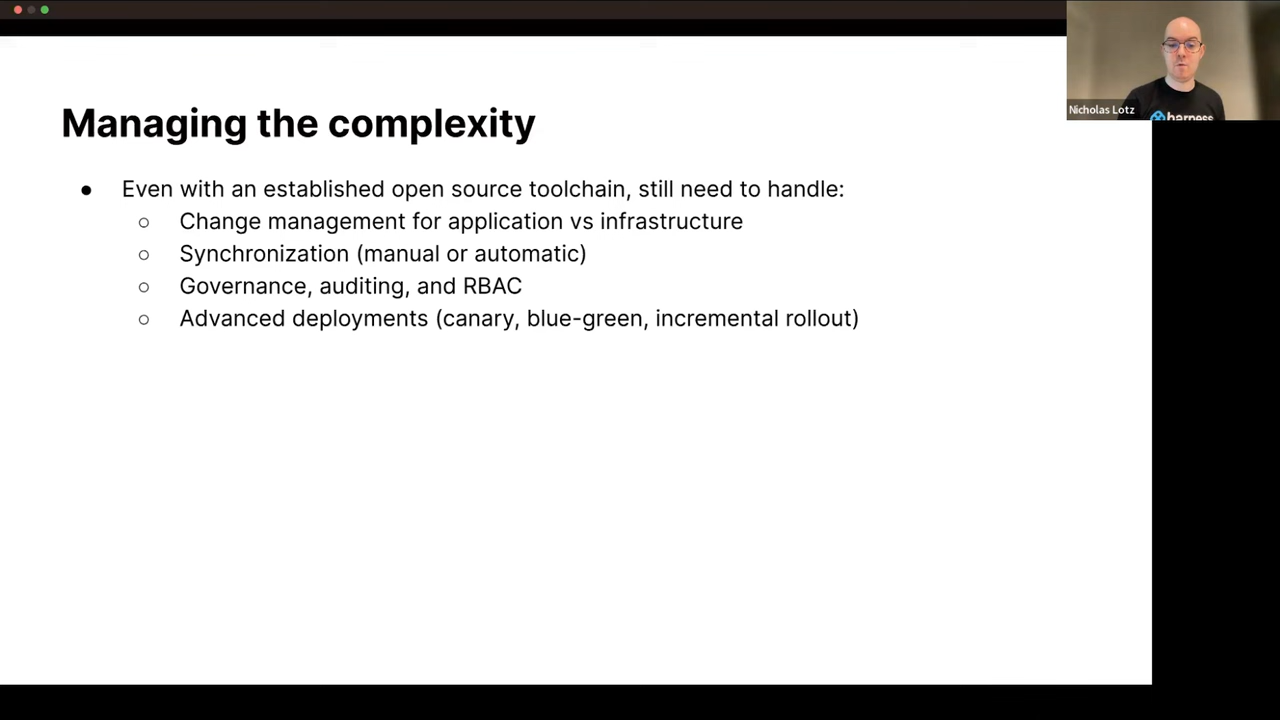 Managing the complexity
● Even with an established open source toolchain, still need to handle:
○ Change management for application vs infrastructure
○ Synchronization (manual or automatic)
○ Governance, auditing, and RBAC
○ Advanced deployments (canary, blue-green, incremental rollout)
Nicholas Lotz
harness